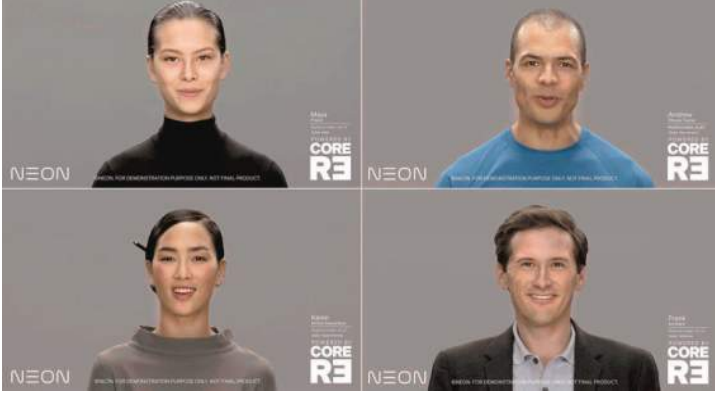 Maya
POWERED BY
CORE
R3
NEON
©NEON. FOR DEMONSTRATION PURPOSE ONLY. NOT FINAL PRODUCT.
Andrew
POWERED BY
CORE
R3
NEON
©NEON. FOR DEMONSTRATION PURPOSE ONLY. NOT FINAL PRODUCT.
Karen
POWERED BY
CORE
R3
NEON
©NEON. FOR DEMONSTRATION PURPOSE ONLY. NOT FINAL PRODUCT.
Frank
POWERED BY
CORE
R3
NEON
©NEON. FOR DEMONSTRATION PURPOSE ONLY. NOT FINAL PRODUCT.